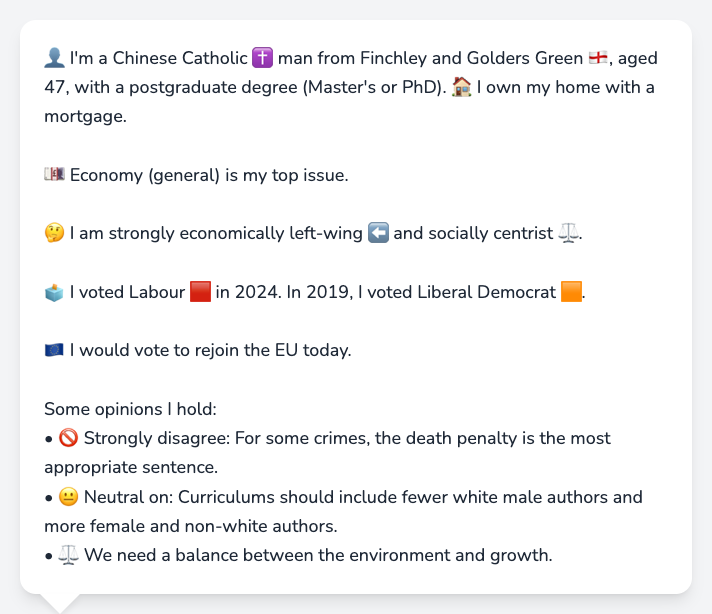 👤 I'm a Chinese Catholic ✝️ man from Finchley and Golders Green 🏴󠁧󠁢󠁥󠁮󠁧󠁿, aged
47, with a postgraduate degree (Master's or PhD). 🏠 I own my home with a
mortgage.
💷 Economy (general) is my top issue.
🤔 I am strongly economically left-wing ⬅️ and socially centrist ⚖️.
🗳️ I voted Labour 🟥 in 2024. In 2019, I voted Liberal Democrat 🟧.
🇪🇺 I would vote to rejoin the EU today.
Some opinions I hold:
• 🚫 Strongly disagree: For some crimes, the death penalty is the most
appropriate sentence.
• 😐 Neutral on: Curriculums should include fewer white male authors and
more female and non-white authors.
• ⚖️ We need a balance between the environment and growth.